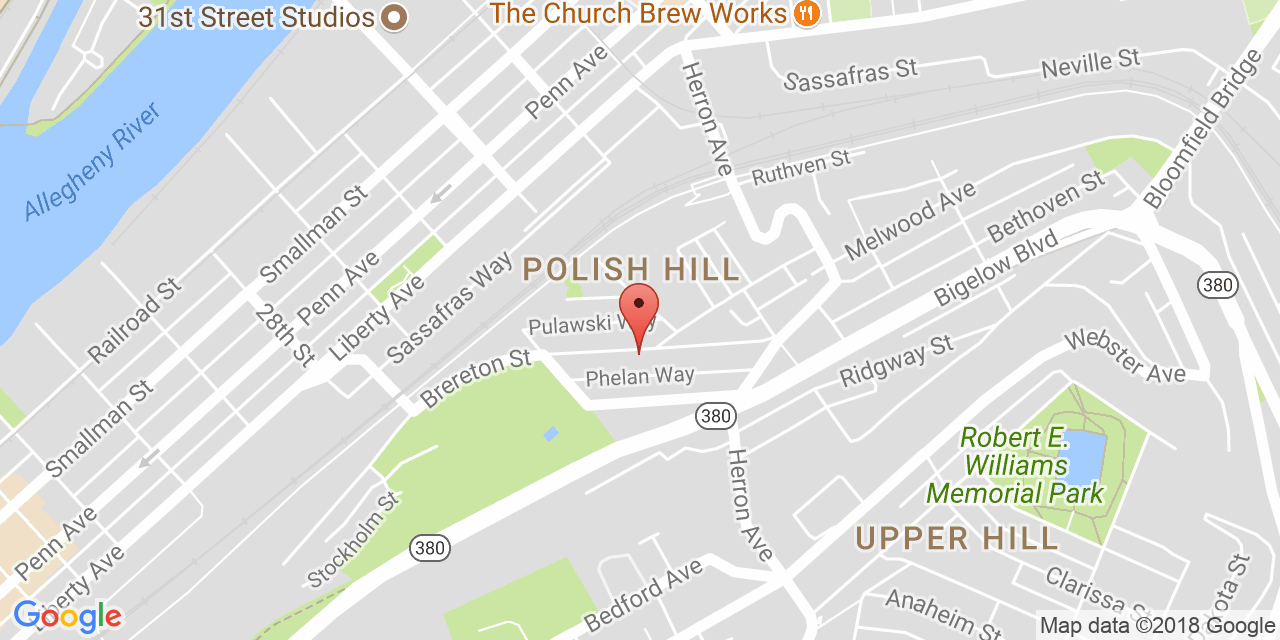 31st Street Studios
The Church Brew Works
Sassafras St
Neville St
Penn Ave
Herron Ave
Bloomfield Bridge
Allegheny River
Ruthven St
Smallman St
Melwood Ave
Bethoven St
POLISH HILL
Penn Ave
Sassafras Way
Bigelow Blvd
380
Railroad St
28th St
Liberty Ave
Pulawski Way
Webster Ave
Brereton St
Phelan Way
Ridgway St
380
Smallman St
Robert E.
Williams
Memorial Park
Herron Ave
Stockholm St
Penn Ave
380
UPPER HILL
Liberty Ave
Bedford Ave
Clarissa St
Anaheim St
Google
Map data ©2018 Google